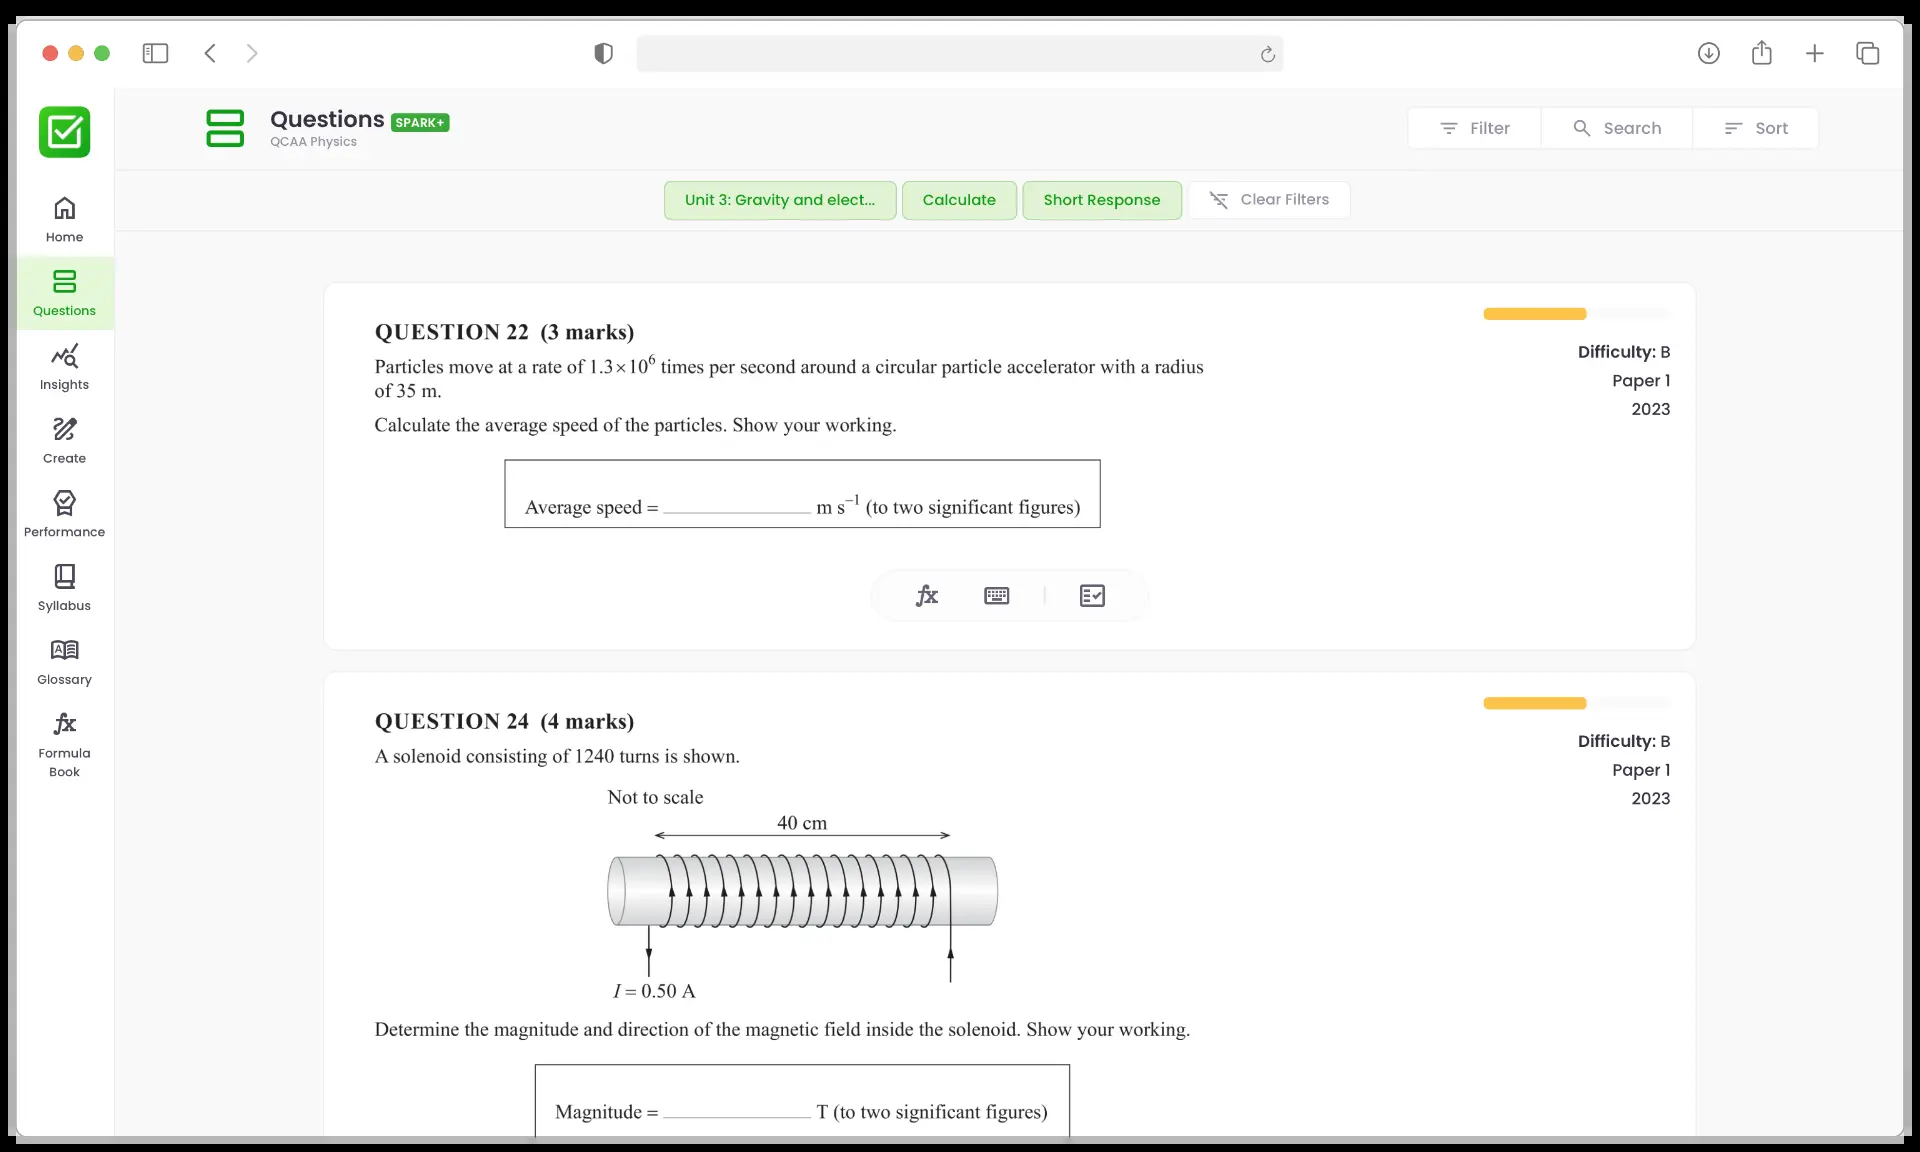 Questions SPARK+
QCAA Physics
Filter
Search
Sort
Home
Questions
Insights
Create
Performance
Syllabus
Glossary
Formula
Book
Unit 3: Gravity and elect...
Calculate
Short Response
Clear Filters
QUESTION 22 (3 marks)
Particles move at a rate of 1.3×10⁶ times per second around a circular particle accelerator with a radius
of 35 m.
Calculate the average speed of the particles. Show your working.
Average speed = ____________ m s⁻¹ (to two significant figures)
Difficulty: B
Paper 1
2023
fx
QUESTION 24 (4 marks)
A solenoid consisting of 1240 turns is shown.
Not to scale
40 cm
I = 0.50 A
Determine the magnitude and direction of the magnetic field inside the solenoid. Show your working.
Magnitude = ____________ T (to two significant figures)
Difficulty: B
Paper 1
2023